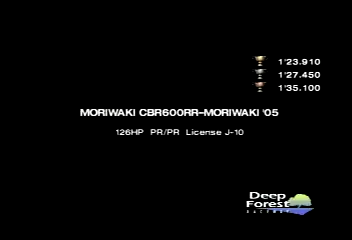 1'23.910
1'27.450
1'35.100
MORIWAKI CBR600RR-MORIWAKI '05
126HP PR/PR License J-10
Deep
Forest
RACEWAY